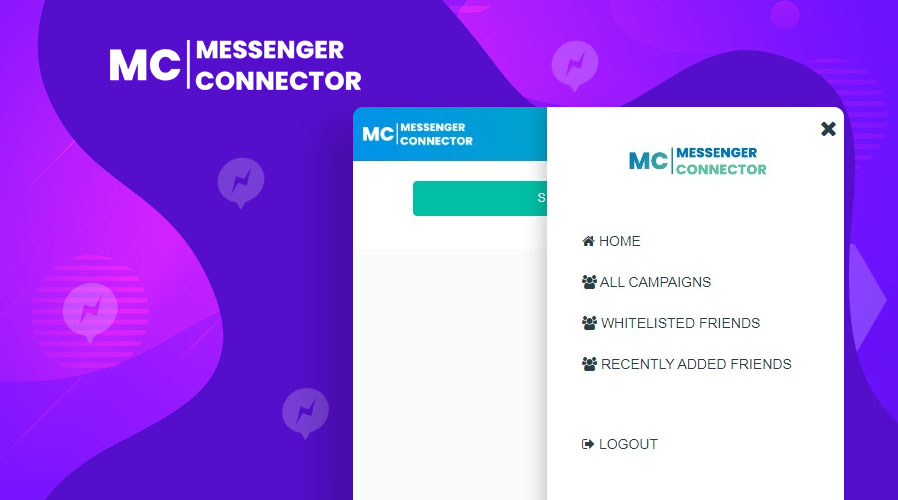 MC MESSENGER
CONNECTOR
MC MESSENGER
CONNECTOR
S
MC MESSENGER
CONNECTOR
HOME
ALL CAMPAIGNS
WHITELISTED FRIENDS
RECENTLY ADDED FRIENDS
LOGOUT